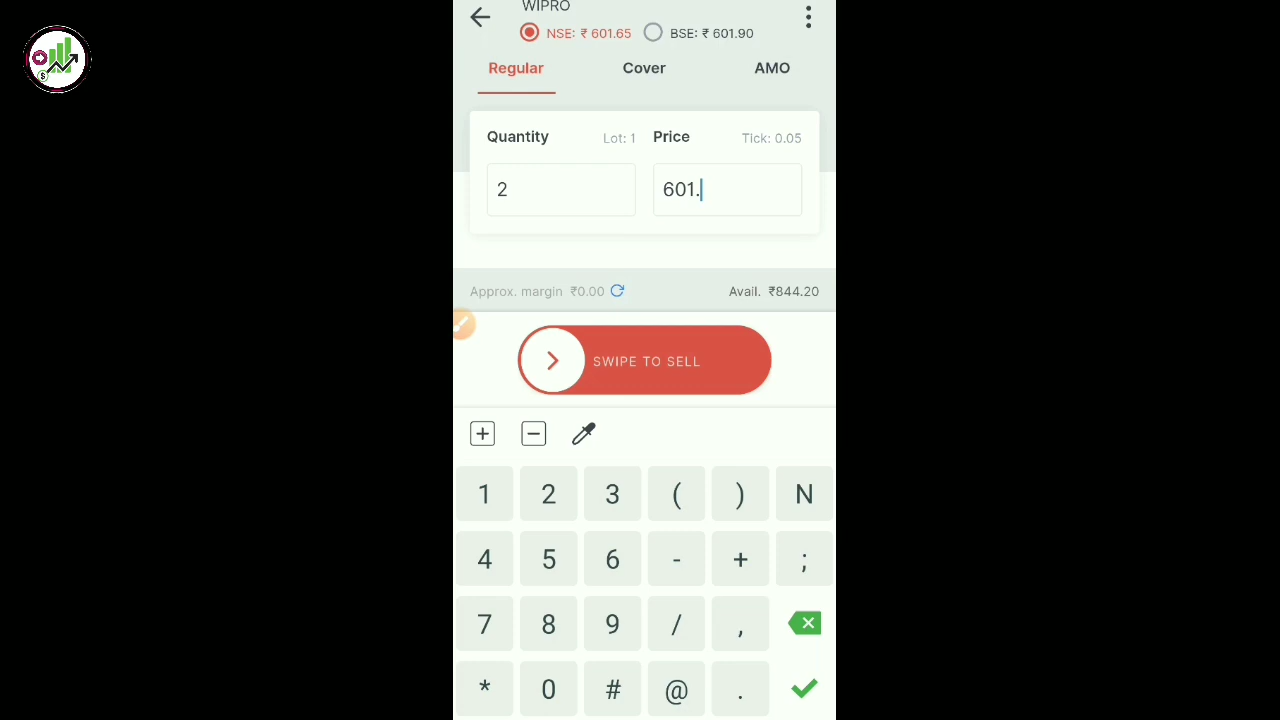 WIPRO
NSE: ₹ 601.65 BSE: ₹ 601.90
Regular Cover AMO
Quantity Lot: 1 Price Tick: 0.05
2 601.
Approx. margin ₹0.00 Avail. ₹844.20
SWIPE TO SELL
1 2 3 ( ) N
4 5 6 - + ;
7 8 9 / ,
* 0 # @ .